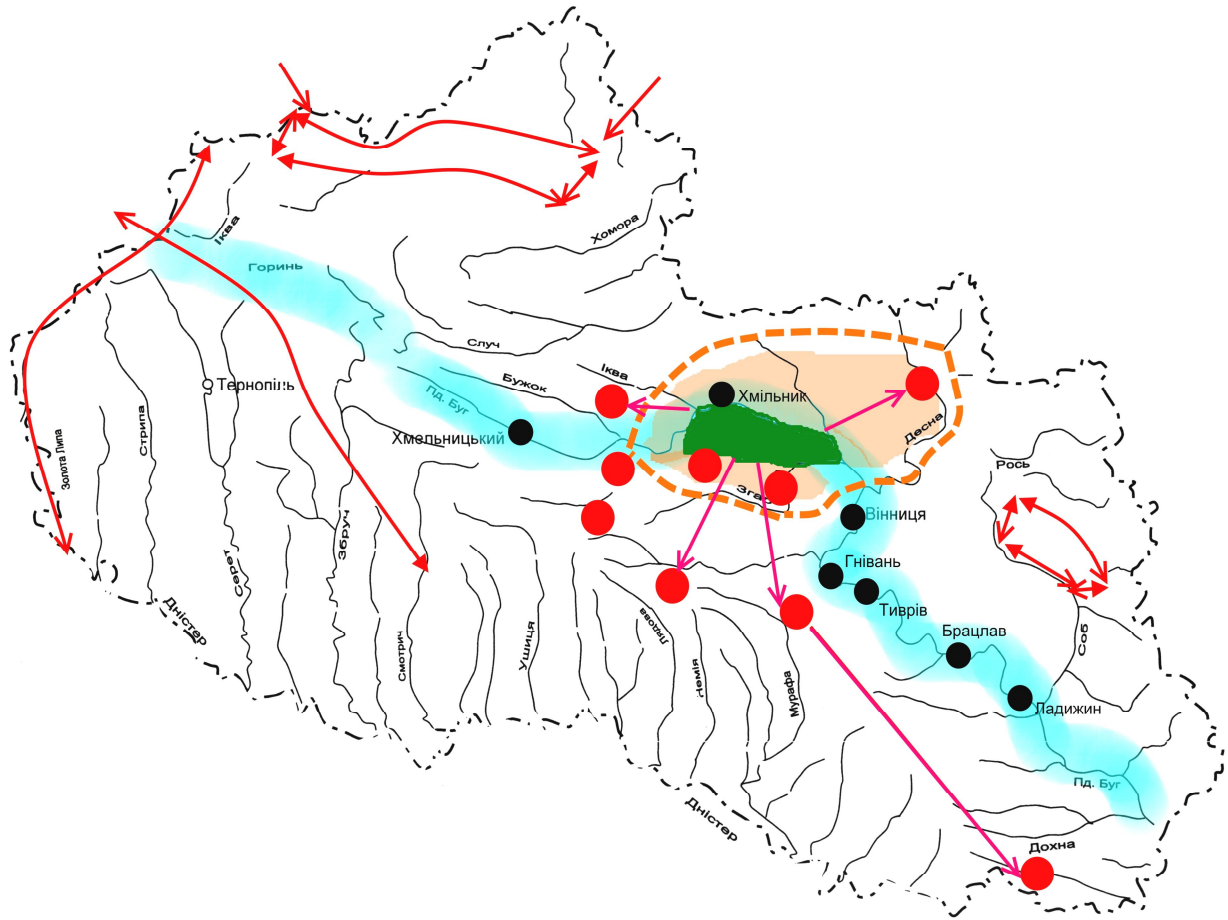 Хомора
Іква
Горинь
Случ
Іква
Бужок
Тернопіль
Хмільник
Пд. Буг
Хмельницький
Десна
Стрипа
Золота Липа
Рось
Згар
Вінниця
Збруч
Серет
Гнівань
Тиврів
Дністер
Смотрич
Ушиця
Лядова
Немія
Мурафа
Брацлав
Соб
Ладижин
Пд. Буг
Дністер
Дохна